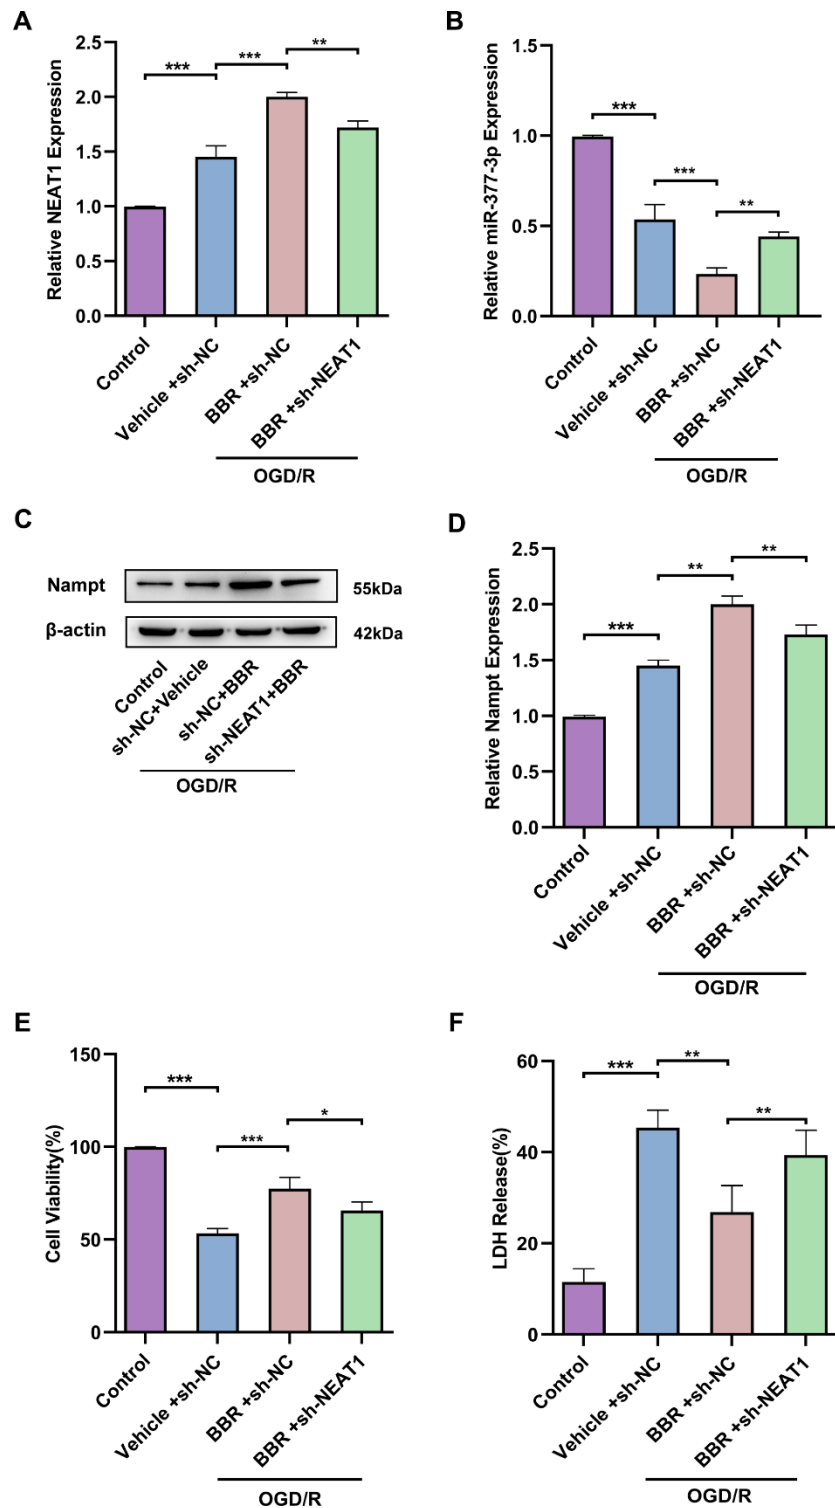 A
Relative NEAT1 Expression
2.5
2.0
1.5
1.0
0.5
0.0
***
***
**
Control
Vehicle +sh-NC
BBR +sh-NC
BBR +sh-NEAT1
OGD/R
B
Relative miR-377-3p Expression
1.5
1.0
0.5
0.0
***
***
**
Control
Vehicle +sh-NC
BBR +sh-NC
BBR +sh-NEAT1
OGD/R
C
Nampt 55kDa
β-actin 42kDa
Control
sh-NC+Vehicle
sh-NC+BBR
sh-NEAT1+BBR
OGD/R
D
Relative Nampt Expression
2.5
2.0
1.5
1.0
0.5
0.0
***
**
**
Control
Vehicle +sh-NC
BBR +sh-NC
BBR +sh-NEAT1
OGD/R
E
Cell Viability(%)
150
100
50
0
***
***
*
Control
Vehicle +sh-NC
BBR +sh-NC
BBR +sh-NEAT1
OGD/R
F
LDH Release(%)
60
40
20
0
***
**
**
Control
Vehicle +sh-NC
BBR +sh-NC
BBR +sh-NEAT1
OGD/R